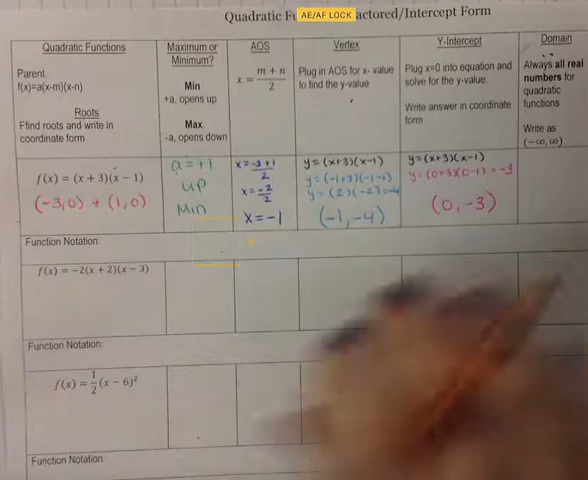 Quadratic Fu AE/AF LOCK actored/Intercept Form
Quadratic Functions
Parent
f(x)=a(x-m)(x-n)
Roots
Ffind roots and write in
coordinate form
Maximum or
Minimum?
Min
+a, opens up
Max
-a, opens down
AOS
x = m + n / 2
Vertex
Plug in AOS for x- value
to find the y-value
Y-Intercept
Plug x=0 into equation and
solve for the y-value.
Write answer in coordinate
form
Domain
Always all real
numbers for
quadratic
functions
Write as
(−∞,∞)
f(x) = (x + 3)(x − 1)
(-3,0) + (1,0)
a = +1
UP
Min
x = -3+1 / 2
x = -2/2
x = -1
y = (x+3)(x-1)
y = (-1+3)(-1-1)
y = (2)(-2) = -4
(-1,-4)
y = (x+3)(x-1)
y = (0+3)(0-1) = -3
(0,-3)
Function Notation:
f(x) = −2(x + 2)(x − 3)
Function Notation:
f(x) = 1/2 (x − 6)²
Function Notation: